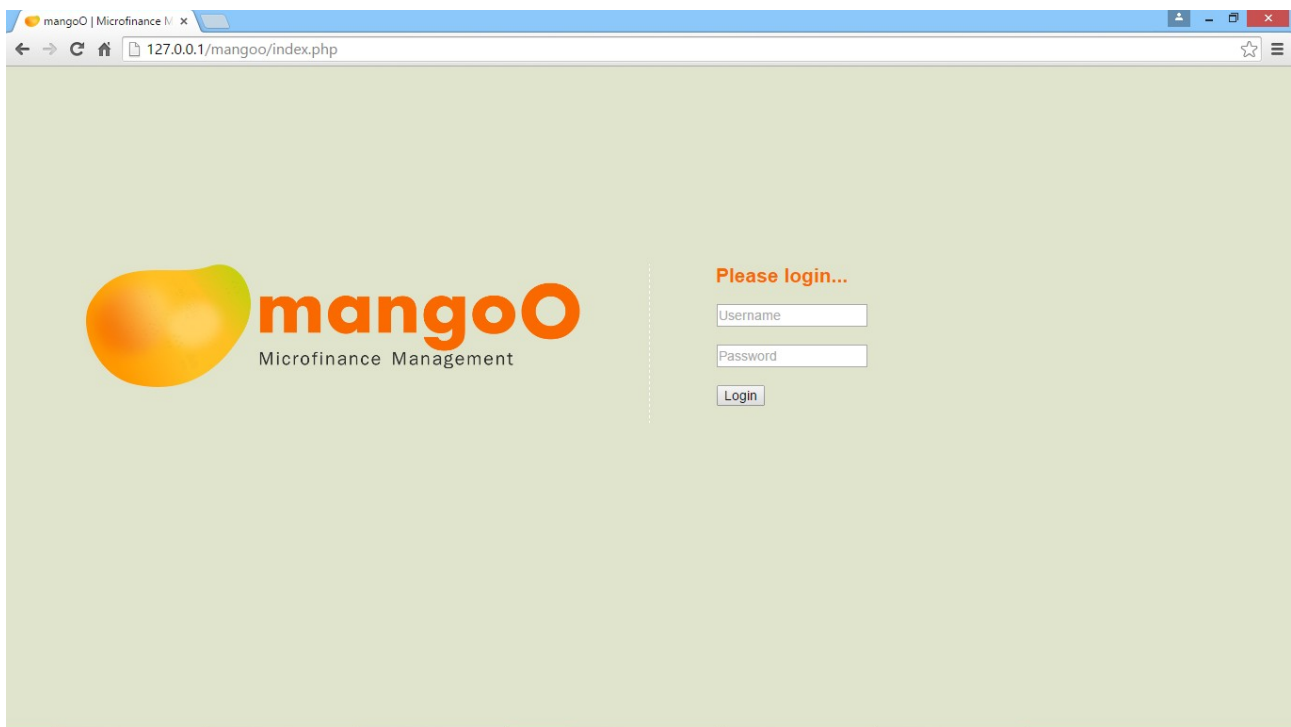 mangoO | Microfinance M
127.0.0.1/mangoo/index.php
mangoO
Microfinance Management
Please login...
Username
Password
Login